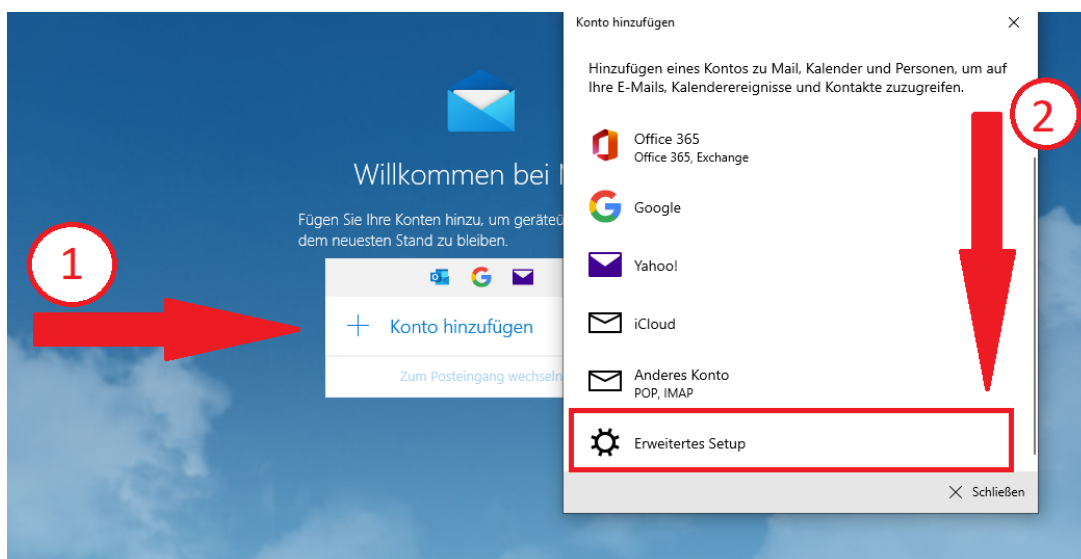 Konto hinzufügen
Hinzufügen eines Kontos zu Mail, Kalender und Personen, um auf
Ihre E-Mails, Kalenderereignisse und Kontakte zuzugreifen.
2
Office 365
Office 365, Exchange
Willkommen bei
Google
Fügen Sie Ihre Konten hinzu, um
dem neuesten Stand zu bleiben.
1
Yahoo!
Konto hinzufügen
iCloud
Zum Posteingang wechseln
Anderes Konto
POP, IMAP
Erweitertes Setup
Schließen